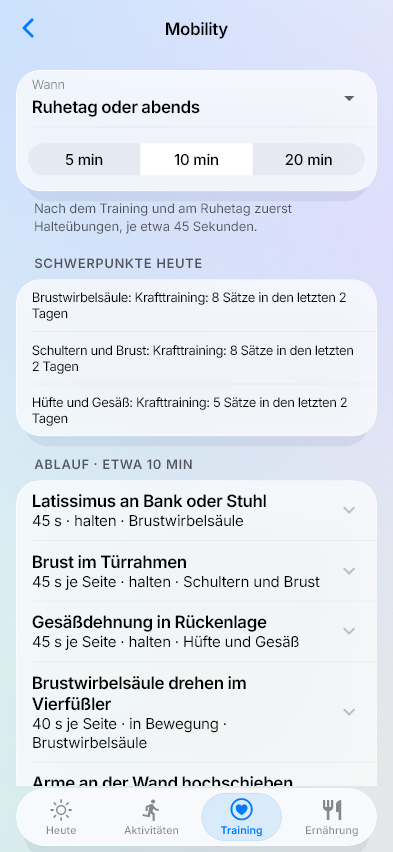 Mobility
Wann
Ruhetag oder abends
5 min
10 min
20 min
Nach dem Training und am Ruhetag zuerst
Halteübungen, je etwa 45 Sekunden.
SCHWERPUNKTE HEUTE
Brustwirbelsäule: Krafttraining: 8 Sätze in den letzten 2
Tagen
Schultern und Brust: Krafttraining: 8 Sätze in den letzten
2 Tagen
Hüfte und Gesäß: Krafttraining: 5 Sätze in den letzten 2
Tagen
ABLAUF · ETWA 10 MIN
Latissimus an Bank oder Stuhl
45 s · halten · Brustwirbelsäule
Brust im Türrahmen
45 s je Seite · halten · Schultern und Brust
Gesäßdehnung in Rückenlage
45 s je Seite · halten · Hüfte und Gesäß
Brustwirbelsäule drehen im
Vierfüßler
40 s je Seite · in Bewegung ·
Brustwirbelsäule
Arme an der Wand hochschieben
Heute
Aktivitäten
Training
Ernährung